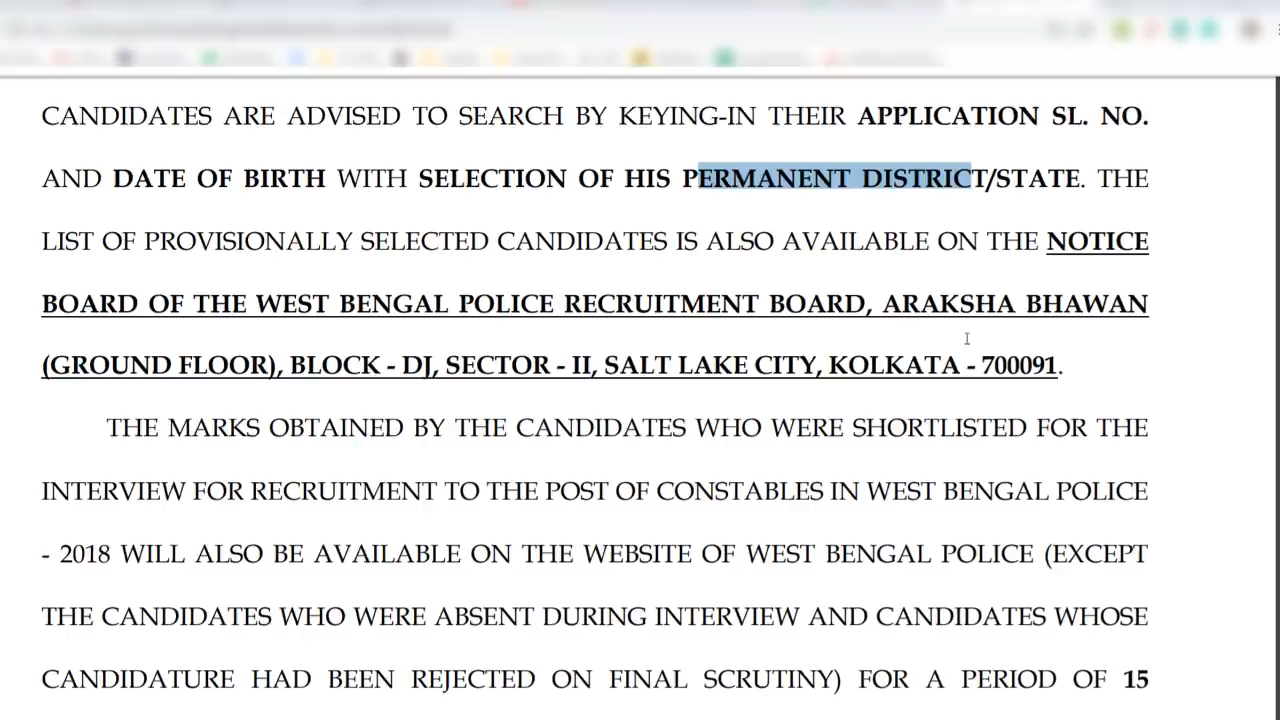 CANDIDATES ARE ADVISED TO SEARCH BY KEYING-IN THEIR APPLICATION SL. NO.
AND DATE OF BIRTH WITH SELECTION OF HIS PERMANENT DISTRICT/STATE. THE
LIST OF PROVISIONALLY SELECTED CANDIDATES IS ALSO AVAILABLE ON THE NOTICE
BOARD OF THE WEST BENGAL POLICE RECRUITMENT BOARD, ARAKSHA BHAWAN
(GROUND FLOOR), BLOCK - DJ, SECTOR - II, SALT LAKE CITY, KOLKATA - 700091.
THE MARKS OBTAINED BY THE CANDIDATES WHO WERE SHORTLISTED FOR THE
INTERVIEW FOR RECRUITMENT TO THE POST OF CONSTABLES IN WEST BENGAL POLICE
- 2018 WILL ALSO BE AVAILABLE ON THE WEBSITE OF WEST BENGAL POLICE (EXCEPT
THE CANDIDATES WHO WERE ABSENT DURING INTERVIEW AND CANDIDATES WHOSE
CANDIDATURE HAD BEEN REJECTED ON FINAL SCRUTINY) FOR A PERIOD OF 15